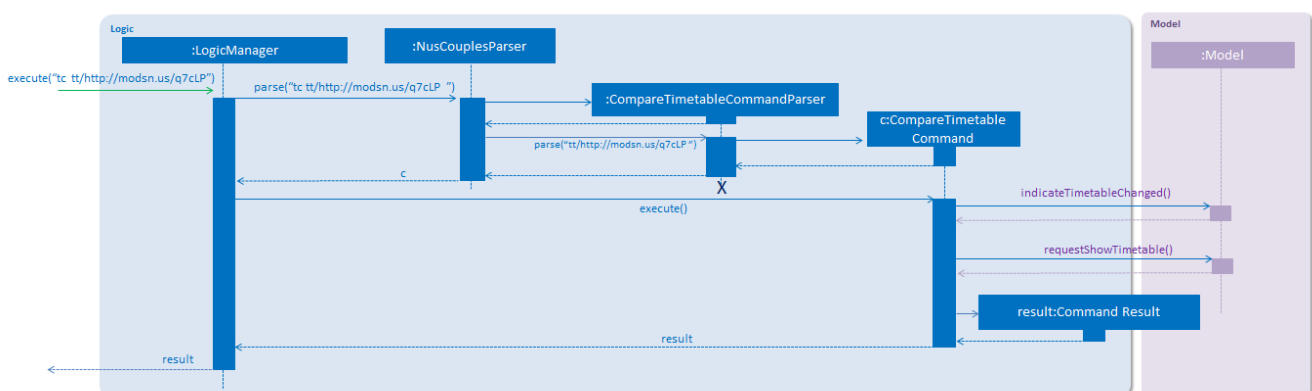 Logic
Model
:LogicManager
:NusCouplesParser
:Model
execute(“tc tt/http://modsn.us/q7cLP”)
parse(“tc tt/http://modsn.us/q7cLP ”)
:CompareTimetableCommandParser
c:CompareTimetable
Command
parse(“tt/http://modsn.us/q7cLP”)
c
X
execute()
indicateTimetableChanged()
requestShowTimetable()
result:Command Result
result
result